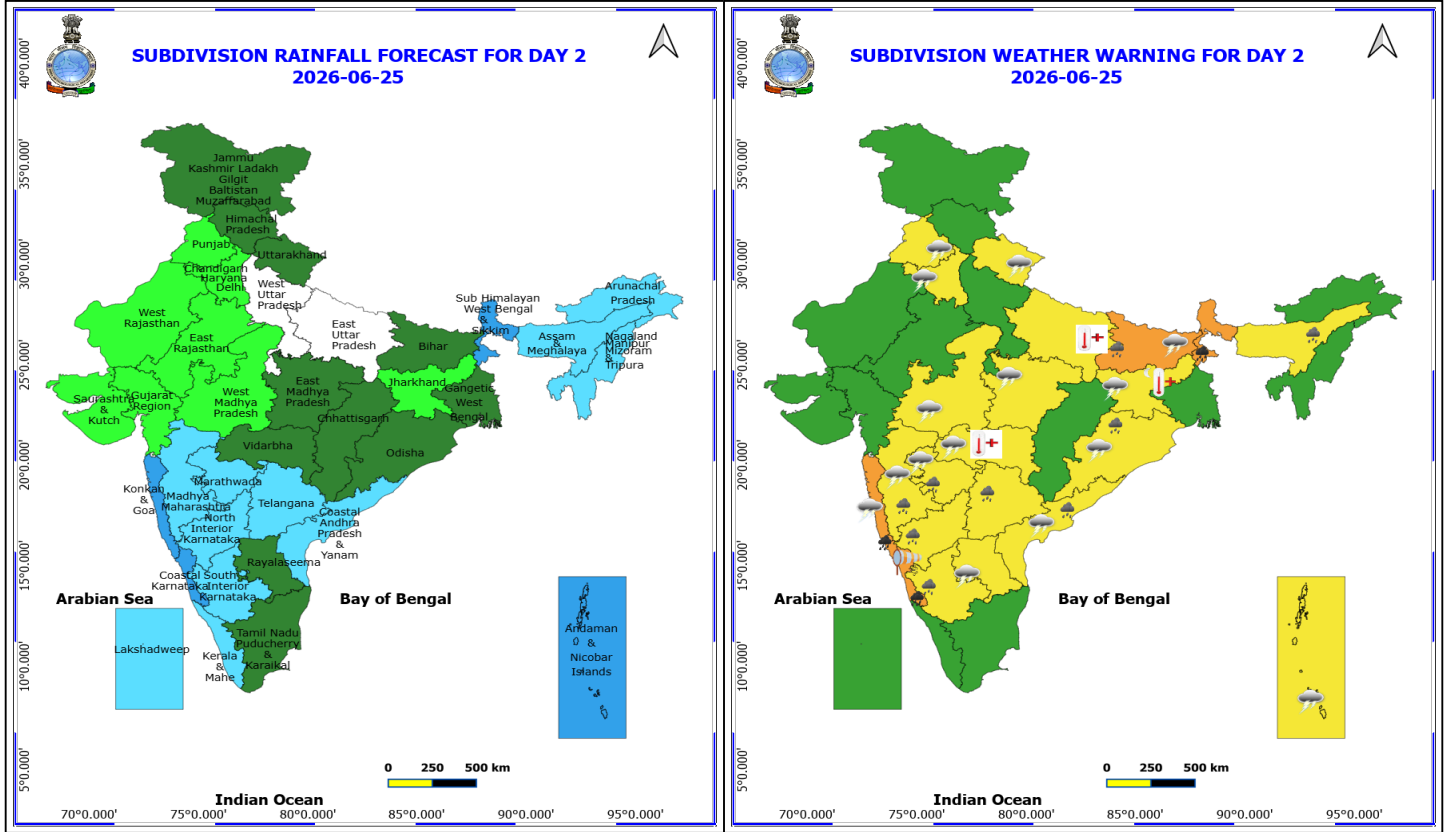 SUBDIVISION RAINFALL FORECAST FOR DAY 2
2026-06-25
40°0.000'
35°0.000'
30°0.000'
25°0.000'
20°0.000'
15°0.000'
10°0.000'
5°0.000'
Jammu
Kashmir Ladakh
Gilgit
Baltistan
Muzaffarabad
Himachal
Pradesh
Punjab
Uttarakhand
Chandigarh
Haryana
Delhi
West
Uttar
Pradesh
West
Rajasthan
East
Rajasthan
East
Uttar
Pradesh
Bihar
Sub Himalayan
West Bengal
&
Sikkim
Arunachal
Pradesh
Assam
&
Meghalaya
Nagaland
Manipur
Mizoram
&
Tripura
Saurashtra
&
Kutch
Gujarat
Region
West
Madhya
Pradesh
East
Madhya
Pradesh
Jharkhand
Gangetic
West
Bengal
Chhattisgarh
Vidarbha
Odisha
Konkan
&
Goa
Madhya
Maharashtra
Marathwada
Telangana
North
Interior
Karnataka
Coastal
Andhra
Pradesh
&
Yanam
Rayalaseema
Coastal
Karnataka
South
Interior
Karnataka
Arabian Sea
Bay of Bengal
Lakshadweep
Kerala
&
Mahe
Tamil Nadu
Puducherry
&
Karaikal
Andaman
&
Nicobar
Islands
0 250 500 km
Indian Ocean
70°0.000' 75°0.000' 80°0.000' 85°0.000' 90°0.000' 95°0.000'
SUBDIVISION WEATHER WARNING FOR DAY 2
2026-06-25
40°0.000'
35°0.000'
30°0.000'
25°0.000'
20°0.000'
15°0.000'
10°0.000'
5°0.000'
Arabian Sea
Bay of Bengal
0 250 500 km
Indian Ocean
70°0.000' 75°0.000' 80°0.000' 85°0.000' 90°0.000' 95°0.000'